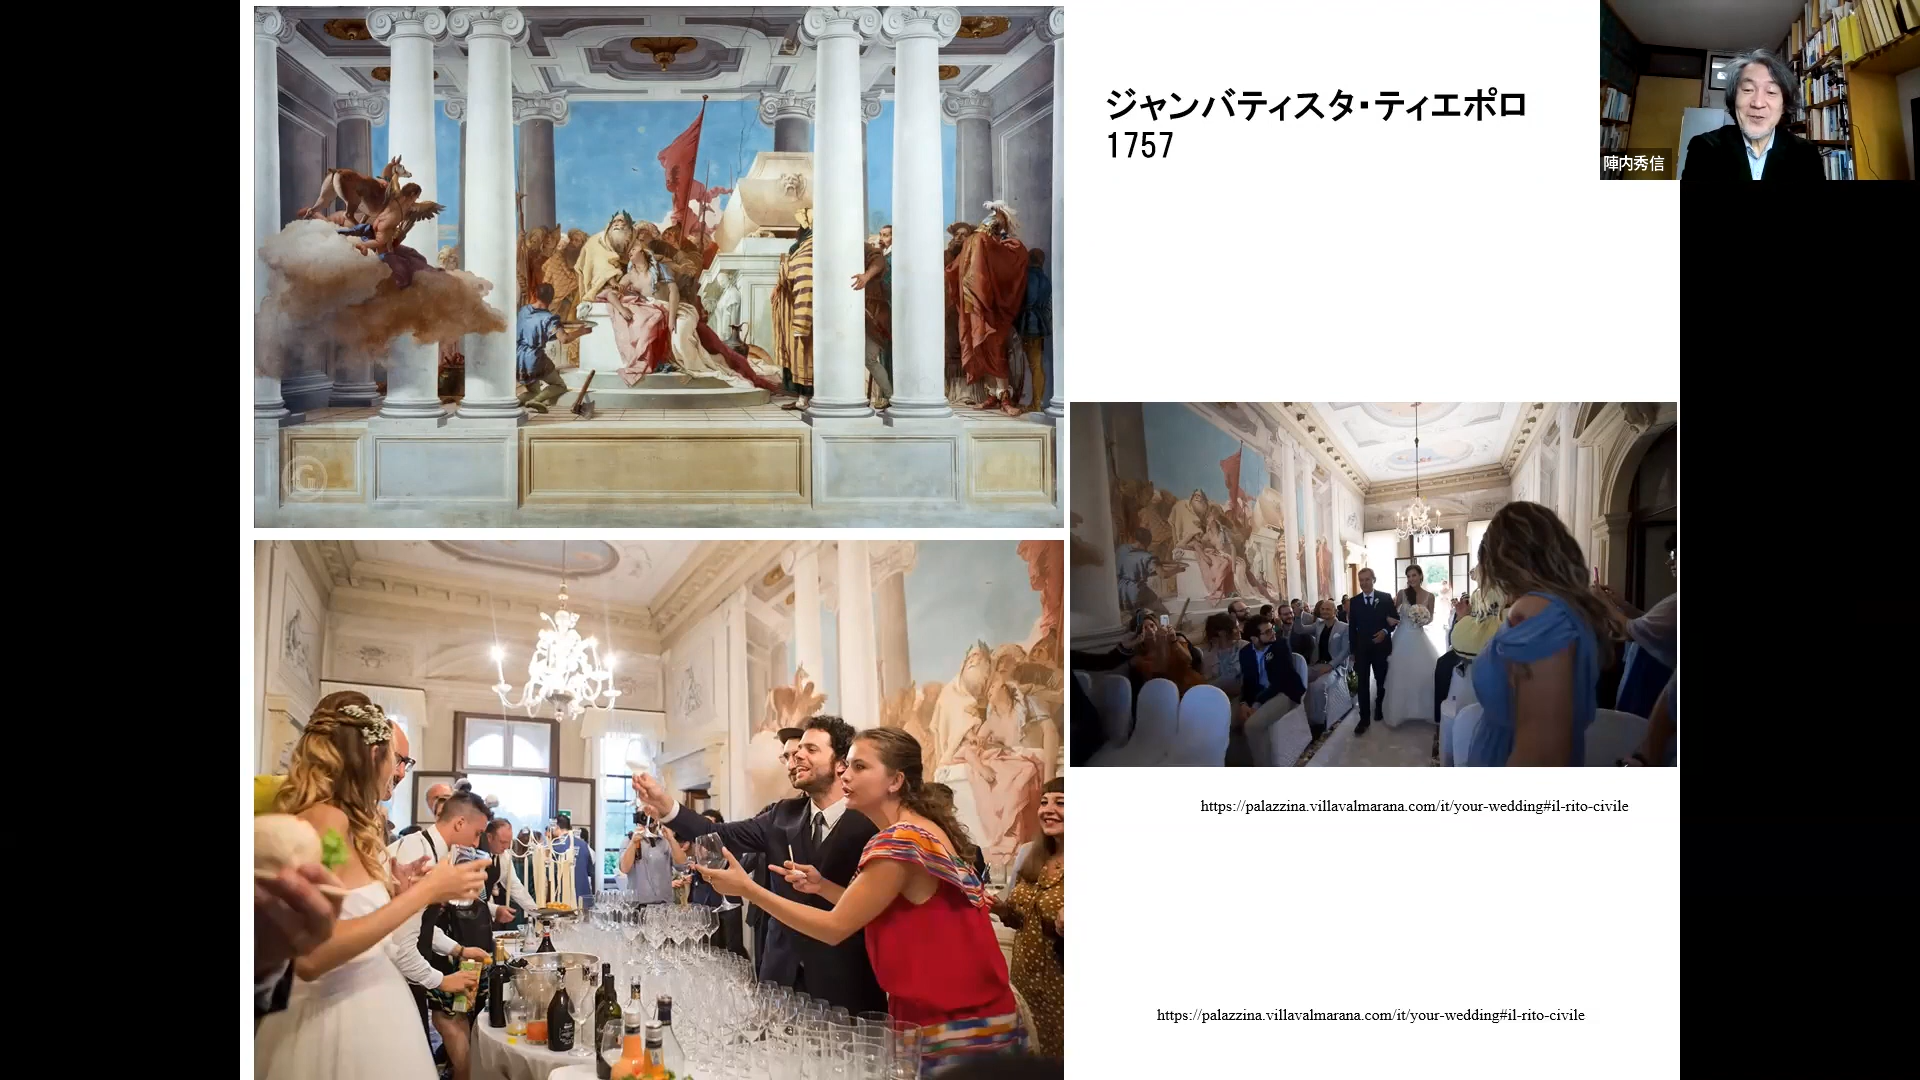 ジャンバティスタ・ティエポロ
1757
陣内秀信
https://palazzina.villavalmarana.com/it/your-wedding#il-rito-civile
https://palazzina.villavalmarana.com/it/your-wedding#il-rito-civile